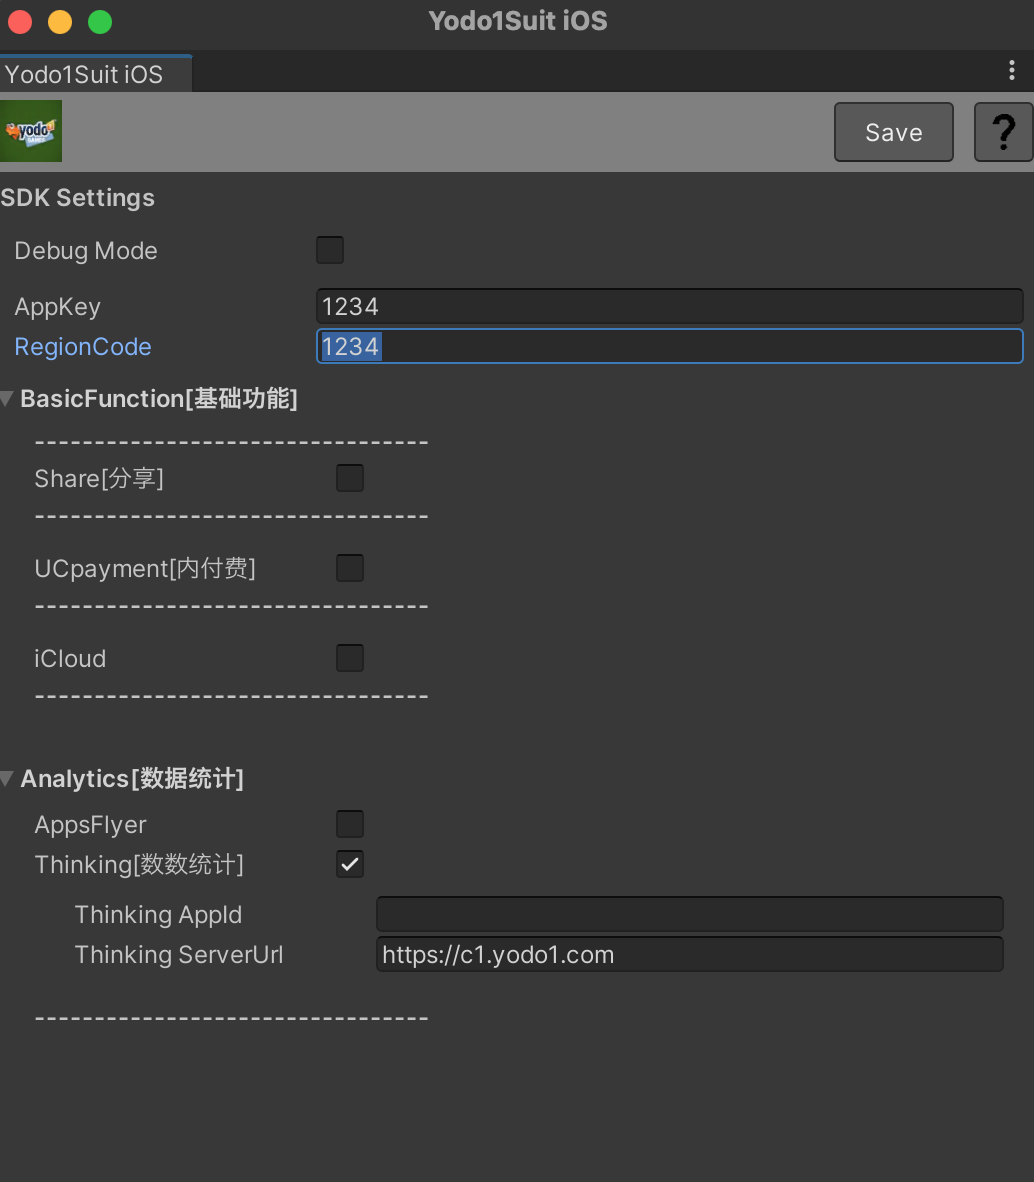 Yodo1Suit iOS
Yodo1Suit iOS
yodo1
GAMES
Save
?
SDK Settings
Debug Mode
AppKey 1234
RegionCode 1234
BasicFunction[基础功能]
---------------------------------
Share[分享]
---------------------------------
UCpayment[内付费]
---------------------------------
iCloud
---------------------------------
Analytics[数据统计]
AppsFlyer
Thinking[数数统计]
Thinking AppId
Thinking ServerUrl https://c1.yodo1.com
---------------------------------